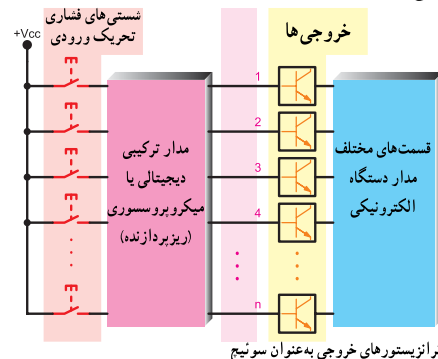 شستی‌های فشاری
تحریک ورودی
خروجی‌ها
+Vcc
1
2
3
4
n
مدار ترکیبی
دیجیتالی یا
میکروپروسسوری
(ریزپردازنده)
قسمت‌های مختلف
مدار دستگاه
الکترونیکی
ترانزیستورهای خروجی به‌عنوان سوئیچ